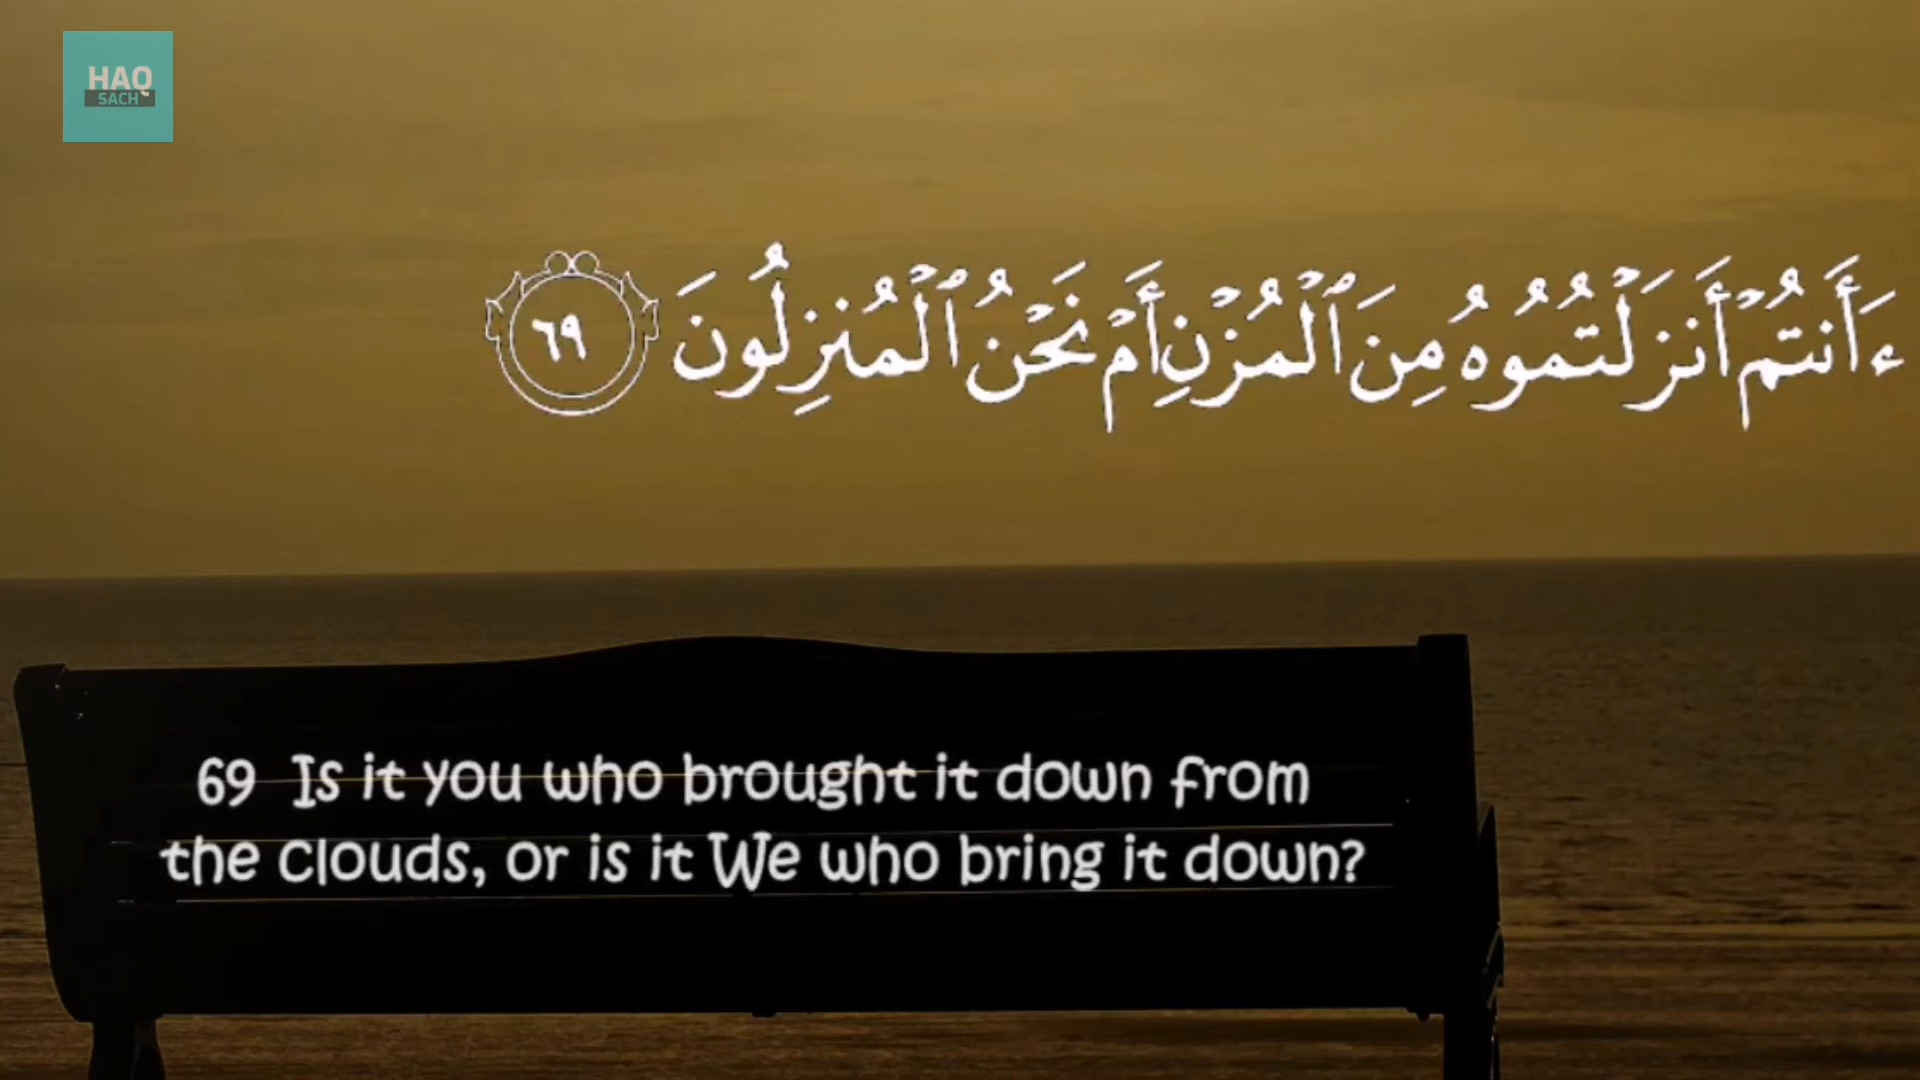 HAQ
SACH
ءَأَنتُمْ أَنزَلْتُمُوهُ مِنَ ٱلْمُزْنِ أَمْ نَحْنُ ٱلْمُنزِلُونَ ٦٩
69 Is it you who brought it down from
the clouds, or is it We who bring it down?